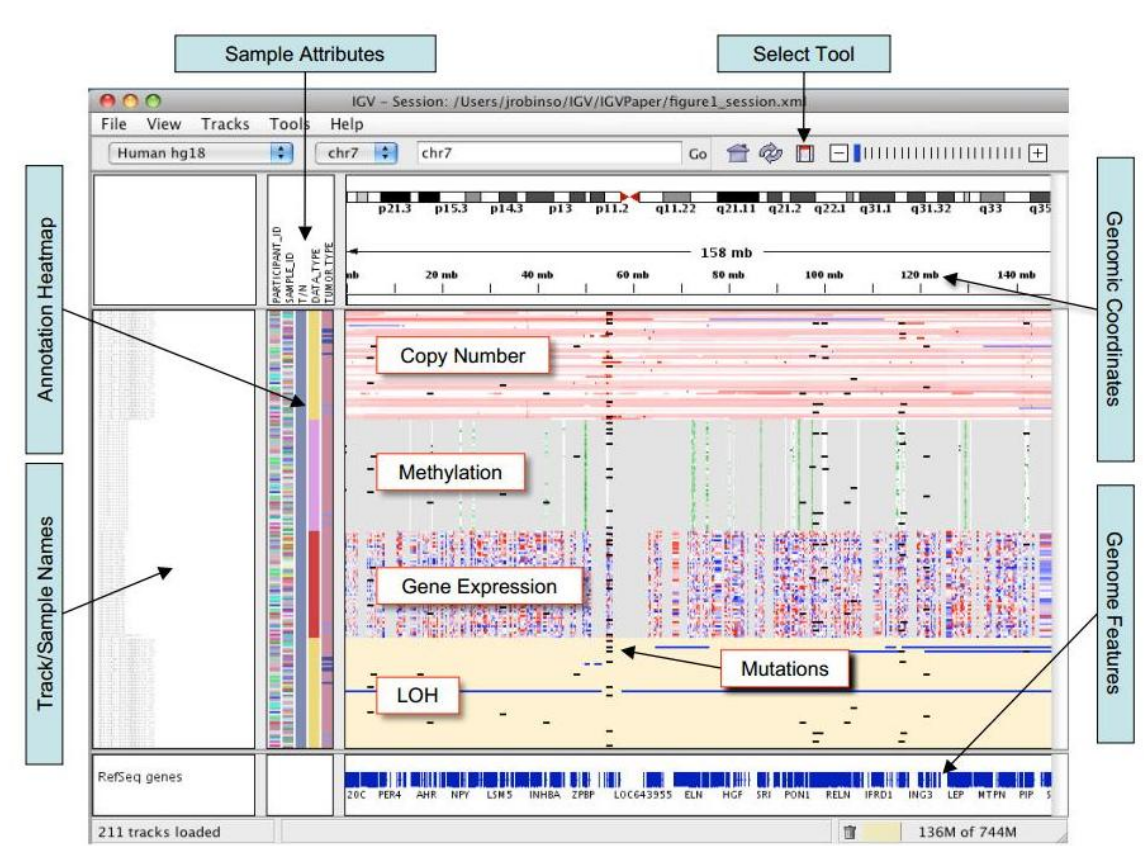 Sample Attributes
Select Tool
IGV – Session: /Users/jrobinso/IGV/IGVPaper/figure1_session.xml
File View Tracks Tools Help
Human hg18 chr7 chr7 Go
PARTICIPANT_ID
SAMPLE_ID
T/N
DATA_TYPE
TUMOR TYPE
p21.3 p15.3 p14.3 p13 p11.2 q11.22 q21.11 q21.2 q22.1 q31.1 q31.32 q33 q35
158 mb
mb 20 mb 40 mb 60 mb 80 mb 100 mb 120 mb 140 mb
Annotation Heatmap
Track/Sample Names
Copy Number
Methylation
Gene Expression
Mutations
LOH
Genomic Coordinates
Genome Features
RefSeq genes
20C PER4 AHR NPY LSM5 INHBA ZPBP LOC643955 ELN HGF SRI PON1 RELN IFRD1 ING3 LEP MTPN PIP S
211 tracks loaded
136M of 744M